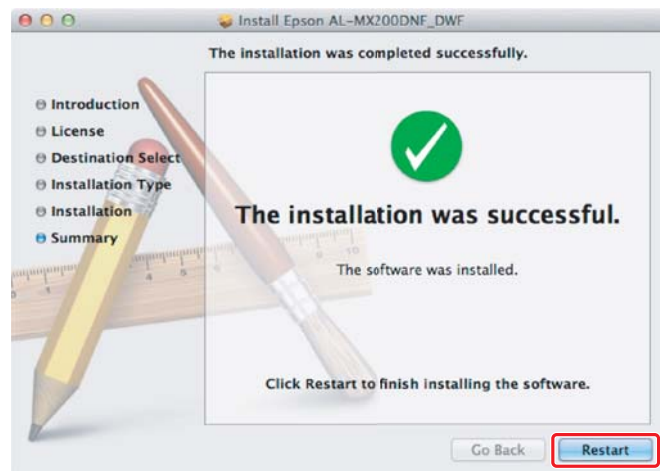 Install Epson AL-MX200DNF_DWF
The installation was completed successfully.
Introduction
License
Destination Select
Installation Type
Installation
Summary
The installation was successful.
The software was installed.
Click Restart to finish installing the software.
Go Back
Restart